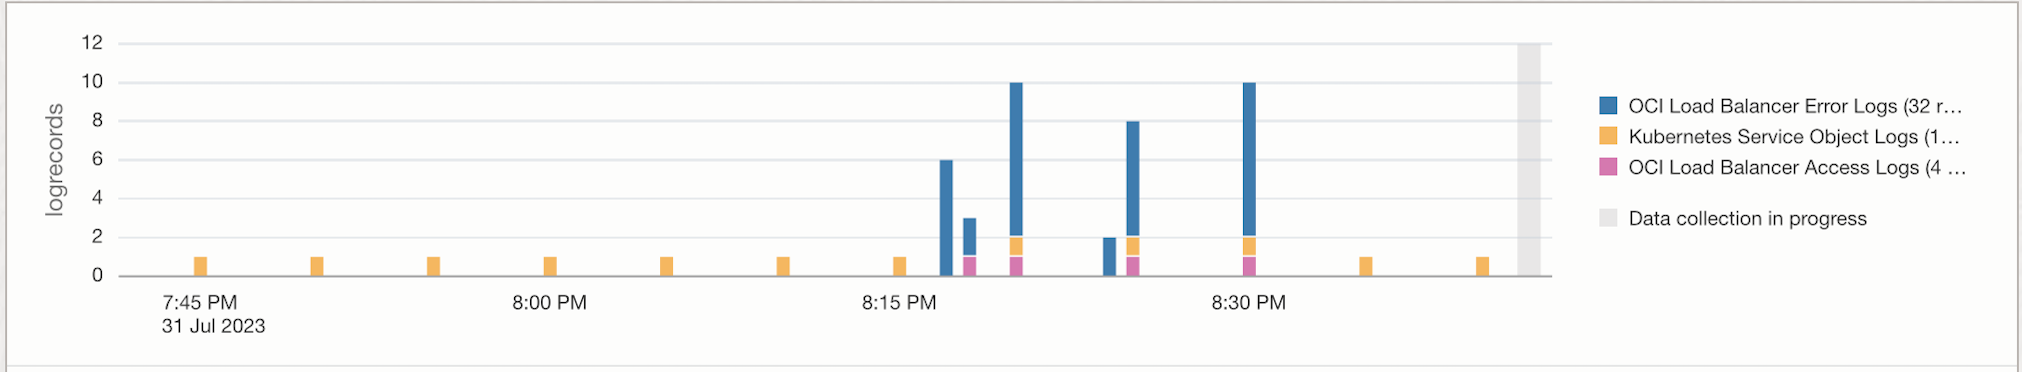 12
10
8
6
4
2
0
logrecords
7:45 PM
31 Jul 2023
8:00 PM
8:15 PM
8:30 PM
OCI Load Balancer Error Logs (32 r...
Kubernetes Service Object Logs (1...
OCI Load Balancer Access Logs (4 ...
Data collection in progress